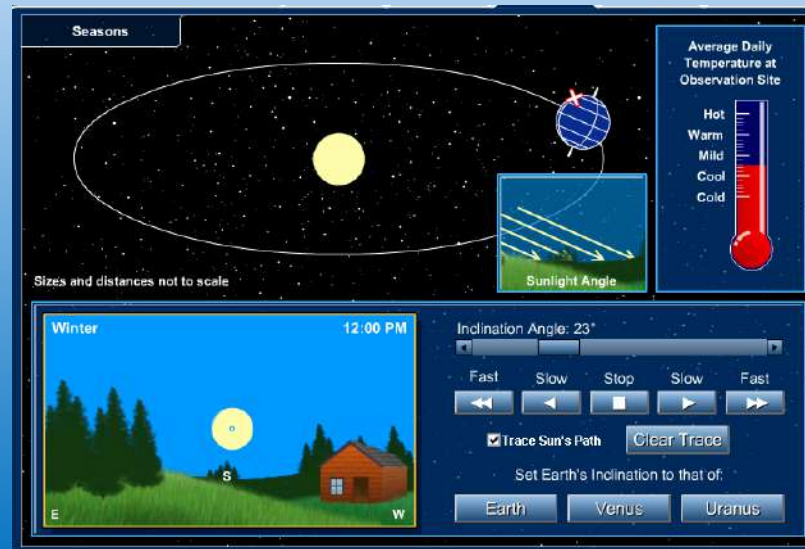 Seasons
Average Daily
Temperature at
Observation Site
Hot
Warm
Mild
Cool
Cold
Sunlight Angle
Sizes and distances not to scale
Winter
12:00 PM
S
E
W
Inclination Angle: 23°
Fast Slow Stop Slow Fast
Trace Sun's Path
Clear Trace
Set Earth's Inclination to that of:
Earth Venus Uranus